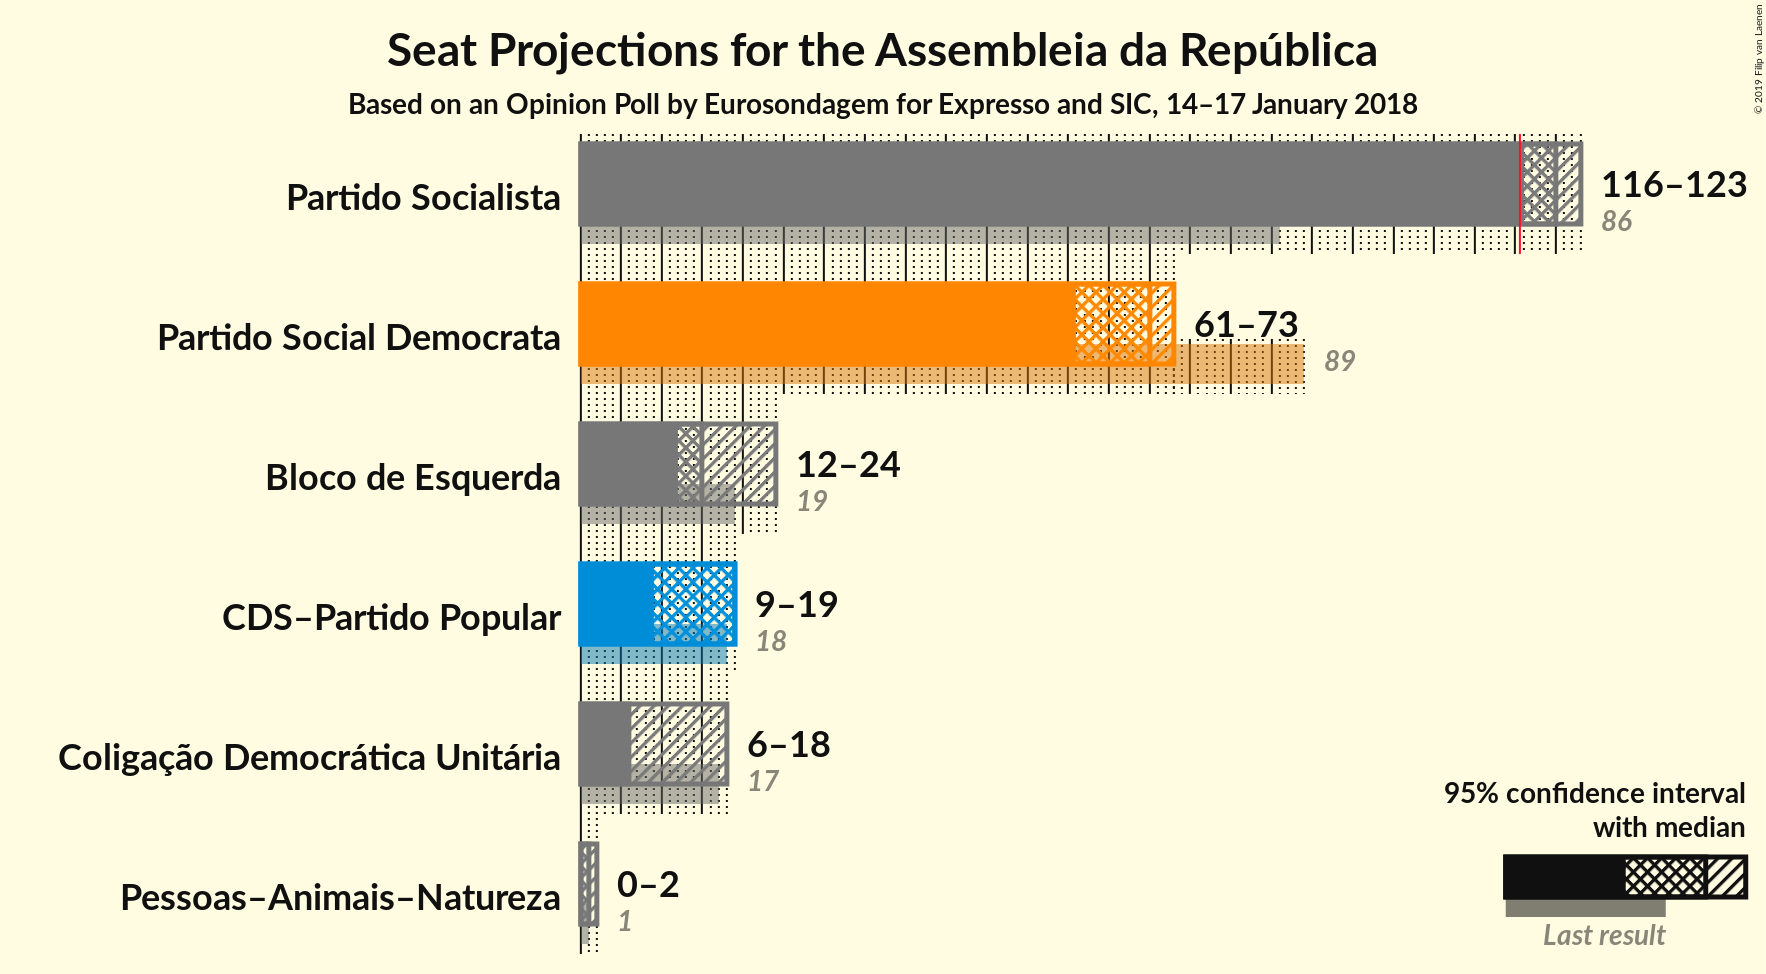 Seat Projections for the Assembleia da República
Based on an Opinion Poll by Eurosondagem for Expresso and SIC, 14–17 January 2018
© 2019 Filip van Laenen
Partido Socialista
116–123
86
Partido Social Democrata
61–73
89
Bloco de Esquerda
12–24
19
CDS–Partido Popular
9–19
18
Coligação Democrática Unitária
6–18
17
Pessoas–Animais–Natureza
0–2
1
95% confidence interval
with median
Last result